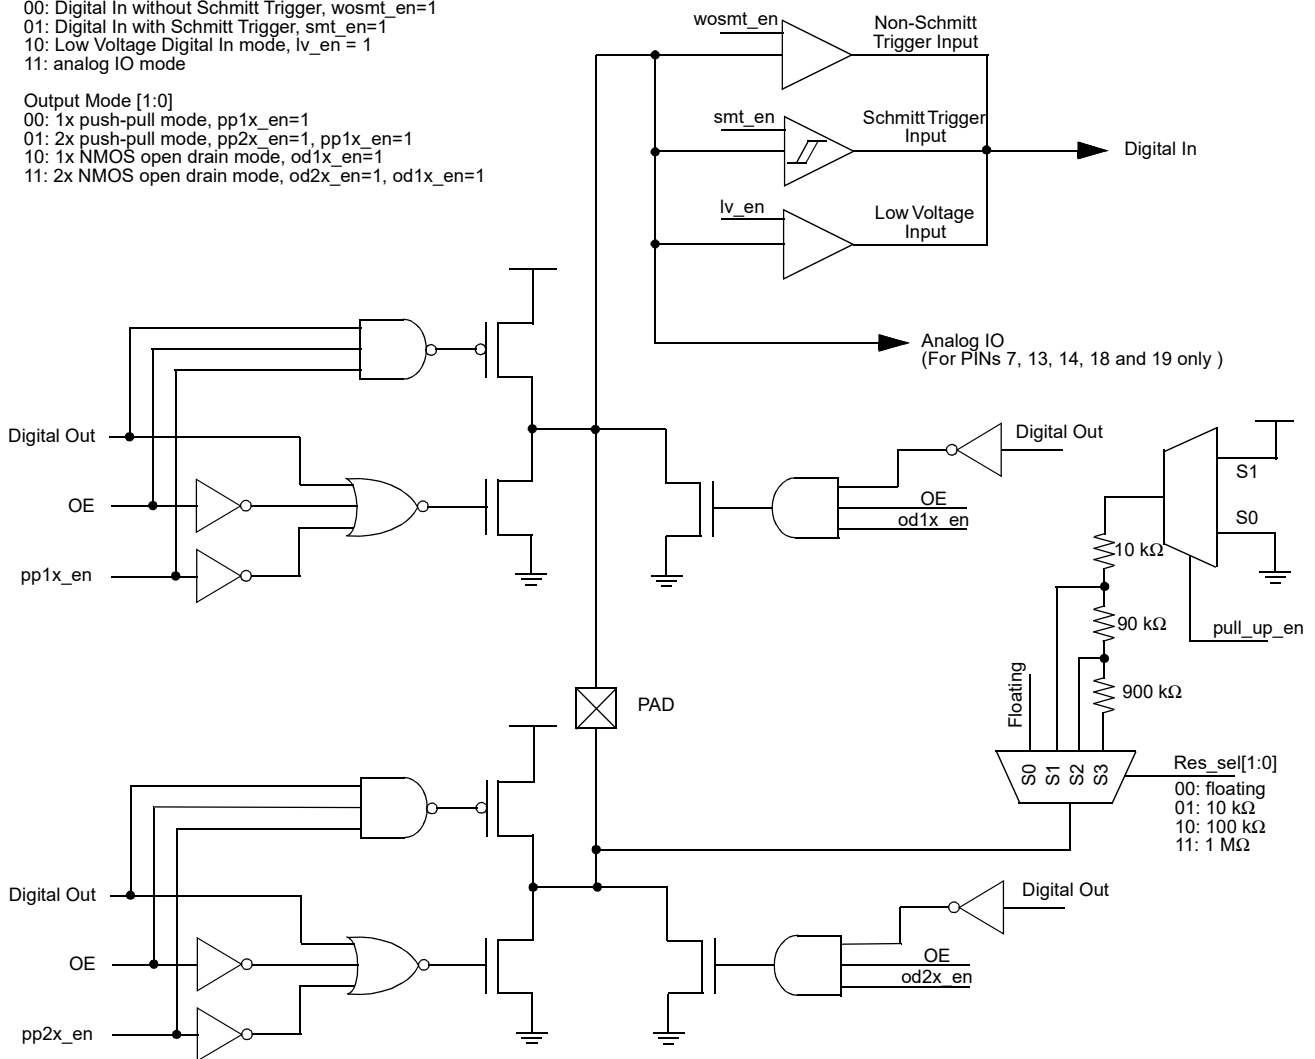 00: Digital In without Schmitt Trigger, wosmt_en=1
01: Digital In with Schmitt Trigger, smt_en=1
10: Low Voltage Digital In mode, lv_en = 1
11: analog IO mode
Output Mode [1:0]
00: 1x push-pull mode, pp1x_en=1
01: 2x push-pull mode, pp2x_en=1, pp1x_en=1
10: 1x NMOS open drain mode, od1x_en=1
11: 2x NMOS open drain mode, od2x_en=1, od1x_en=1
wosmt_en
Non-Schmitt
Trigger Input
smt_en
Schmitt Trigger
Input
Digital In
lv_en
Low Voltage
Input
Analog IO
(For PINs 7, 13, 14, 18 and 19 only )
Digital Out
OE
pp1x_en
Digital Out
OE
od1x_en
S1
S0
10 kΩ
90 kΩ
pull_up_en
900 kΩ
Floating
PAD
S0
S1
S2
S3
Res_sel[1:0]
00: floating
01: 10 kΩ
10: 100 kΩ
11: 1 MΩ
Digital Out
OE
pp2x_en
Digital Out
OE
od2x_en